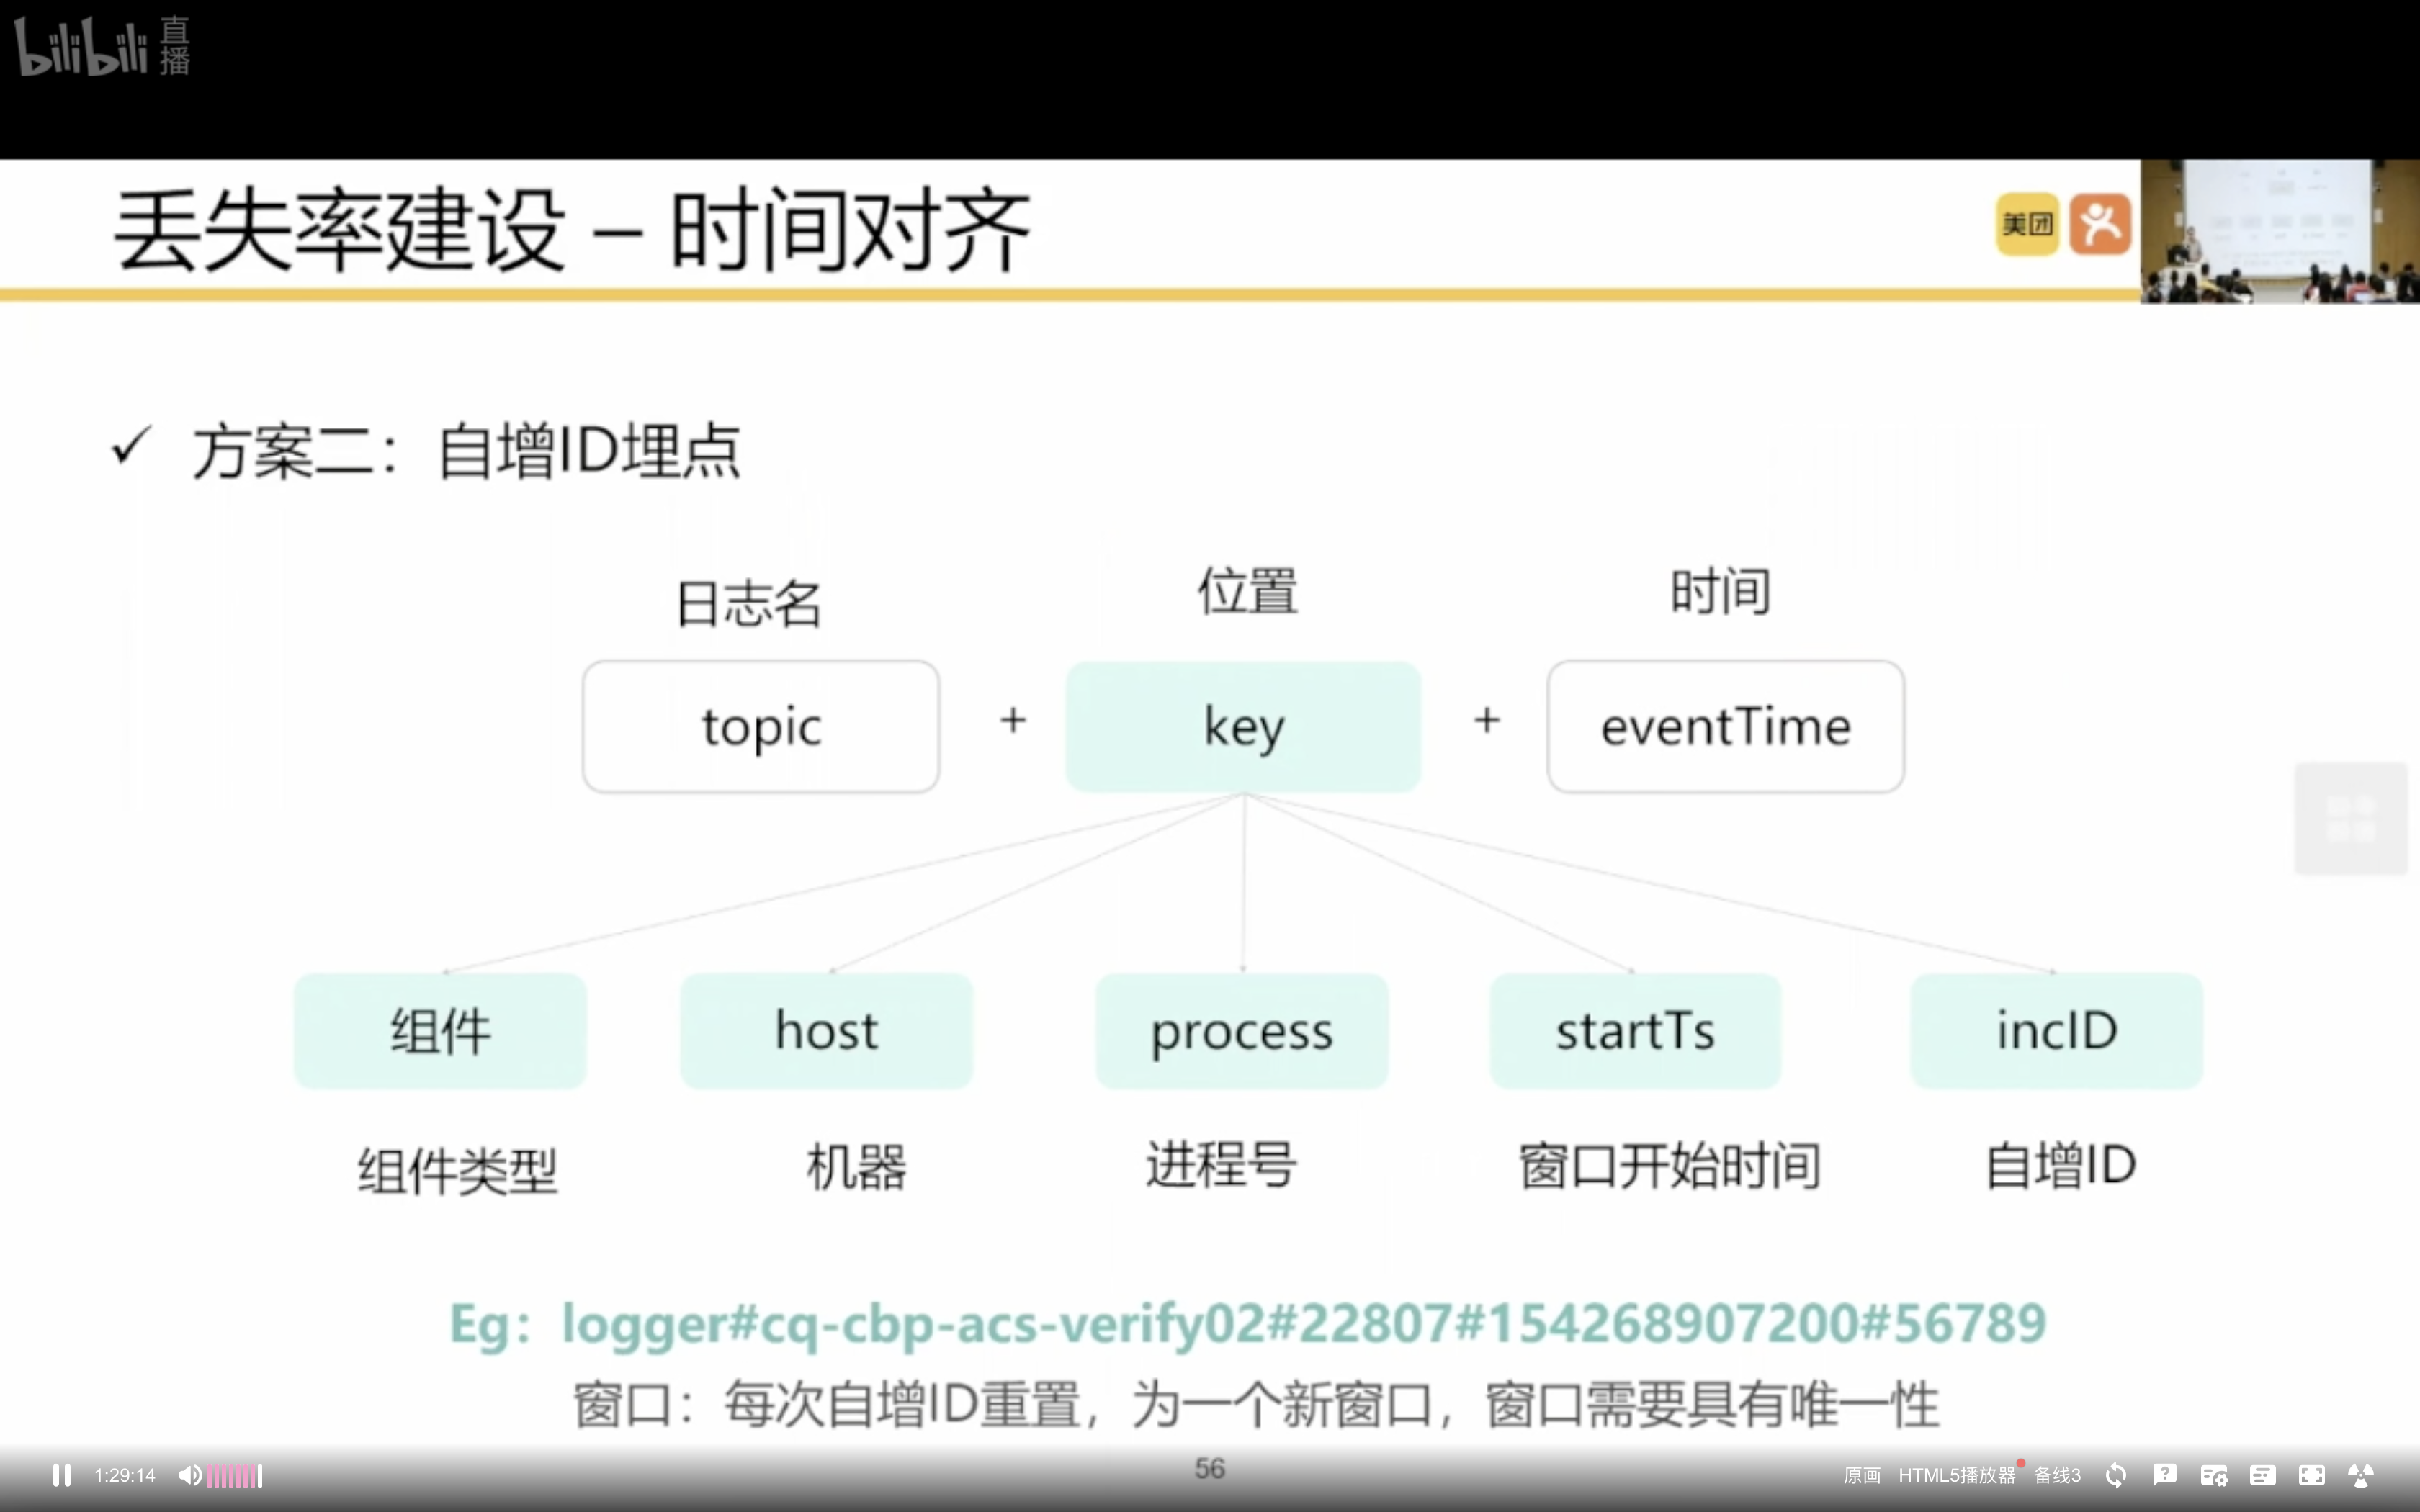 bilibili 直播
丢失率建设 – 时间对齐
美团
✓ 方案二：自增ID埋点
日志名 位置 时间
topic + key + eventTime
组件 host process startTs incID
组件类型 机器 进程号 窗口开始时间 自增ID
Eg：logger#cq-cbp-acs-verify02#22807#154268907200#56789
窗口：每次自增ID重置，为一个新窗口，窗口需要具有唯一性
56
1:29:14 原画 HTML5播放器 备线3